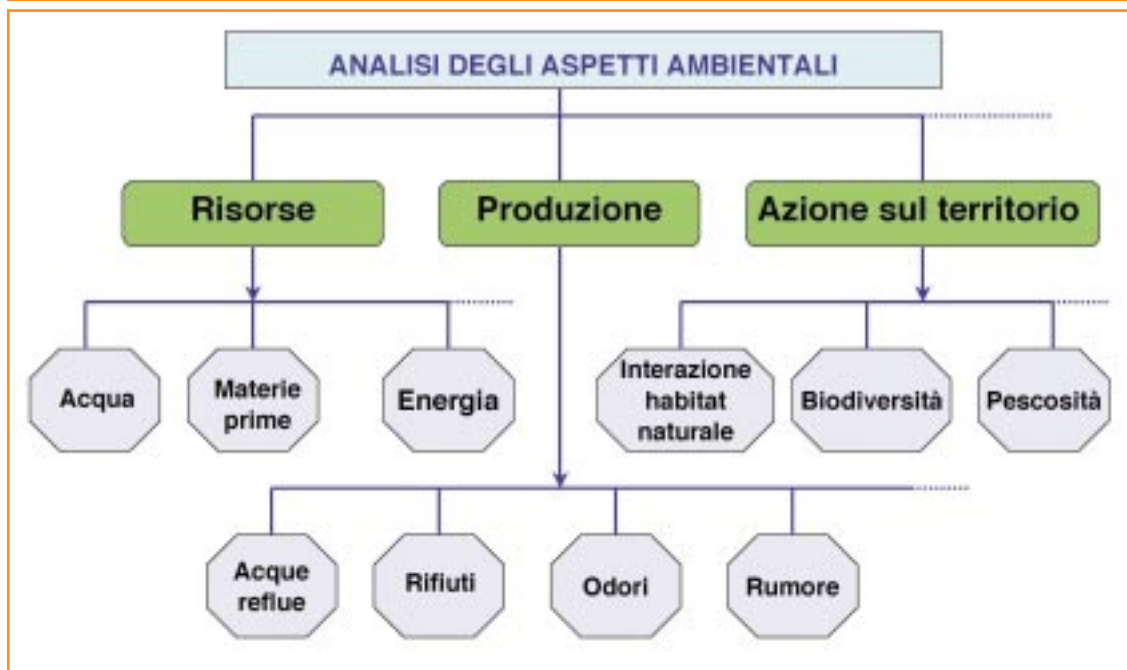 ANALISI DEGLI ASPETTI AMBIENTALI
Risorse
Produzione
Azione sul territorio
Acqua
Materie
prime
Energia
Interazione
habitat
naturale
Biodiversità
Pescosità
Acque
reflue
Rifiuti
Odori
Rumore